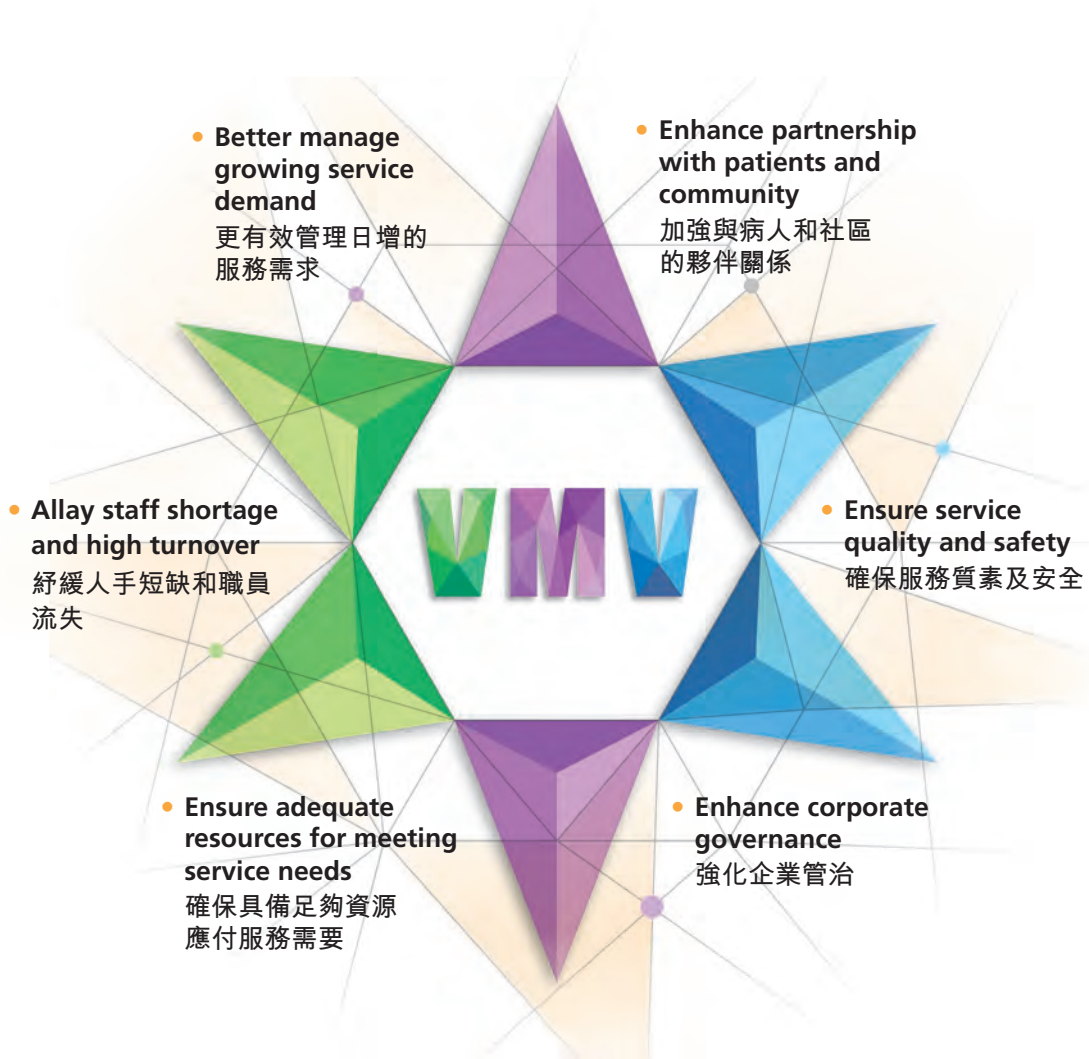 • Better manage
growing service
demand
更有效管理日增的
服務需求
• Enhance partnership
with patients and
community
加強與病人和社區
的夥伴關係
• Allay staff shortage
and high turnover
紓緩人手短缺和職員
流失
VMV
• Ensure service
quality and safety
確保服務質素及安全
• Ensure adequate
resources for meeting
service needs
確保具備足夠資源
應付服務需要
• Enhance corporate
governance
強化企業管治